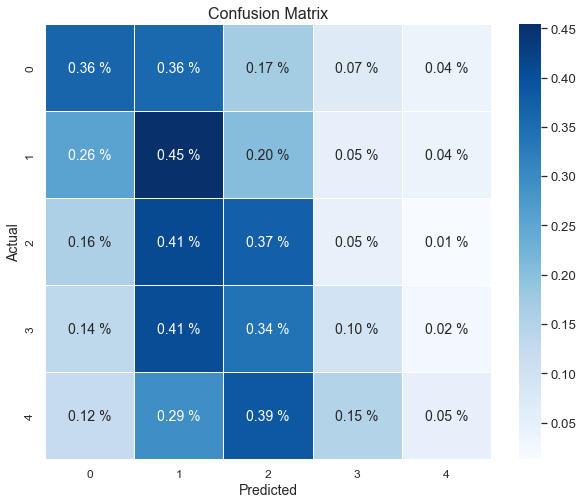 Confusion Matrix
0.45
0 0.36 % 0.36 % 0.17 % 0.07 % 0.04 %
0.40
0.35
1 0.26 % 0.45 % 0.20 % 0.05 % 0.04 %
0.30
Actual
2 0.16 % 0.41 % 0.37 % 0.05 % 0.01 %
0.25
0.20
3 0.14 % 0.41 % 0.34 % 0.10 % 0.02 %
0.15
0.10
4 0.12 % 0.29 % 0.39 % 0.15 % 0.05 %
0.05
0 1 2 3 4
Predicted